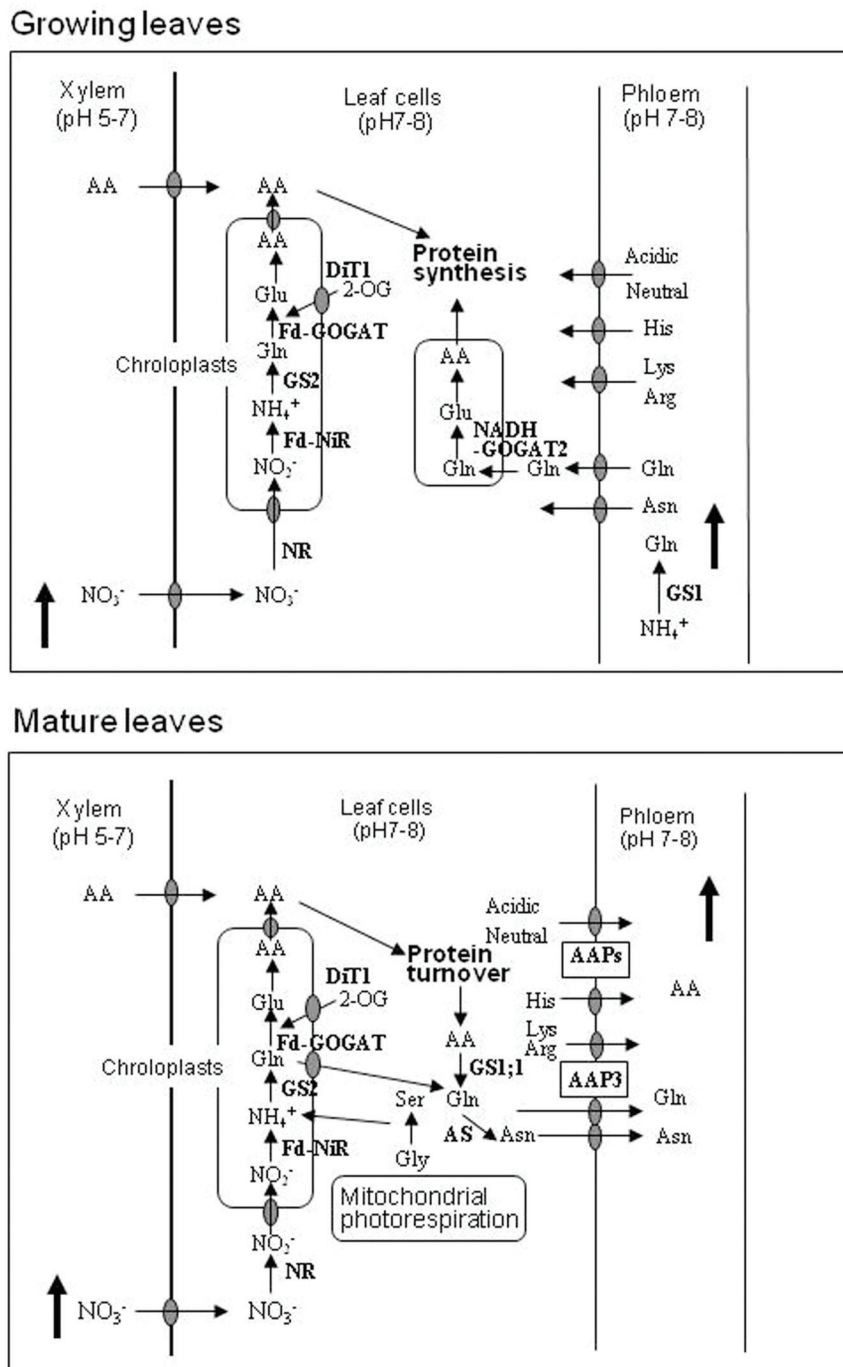 Growing leaves
Xylem
(pH 5-7)
Leaf cells
(pH7-8)
Phloem
(pH 7-8)
AA
AA
AA
Protein
synthesis
Acidic
Neutral
DiT1
2-OG
Glu
Fd-GOGAT
His
Chroloplasts
Gln
AA
Lys
Arg
GS2
NH₄⁺
Glu
NADH
-GOGAT2
Fd-NiR
NO₂⁻
Gln
Gln
Gln
Asn
NR
Gln
GS1
NO₃⁻
NO₃⁻
NH₄⁺
Mature leaves
Xylem
(pH 5-7)
Leaf cells
(pH7-8)
Phloem
(pH 7-8)
AA
AA
Acidic
Neutral
AA
Protein
turnover
AAPs
DiT1
2-OG
Glu
His
AA
Fd-GOGAT
AA
Lys
Arg
Chroloplasts
Gln
GS1;1
AAP3
GS2
Ser
Gln
Gln
NH₄⁺
AS
Asn
Asn
Fd-NiR
Gly
NO₂⁻
Mitochondrial
photorespiration
NO₂⁻
NR
NO₃⁻
NO₃⁻